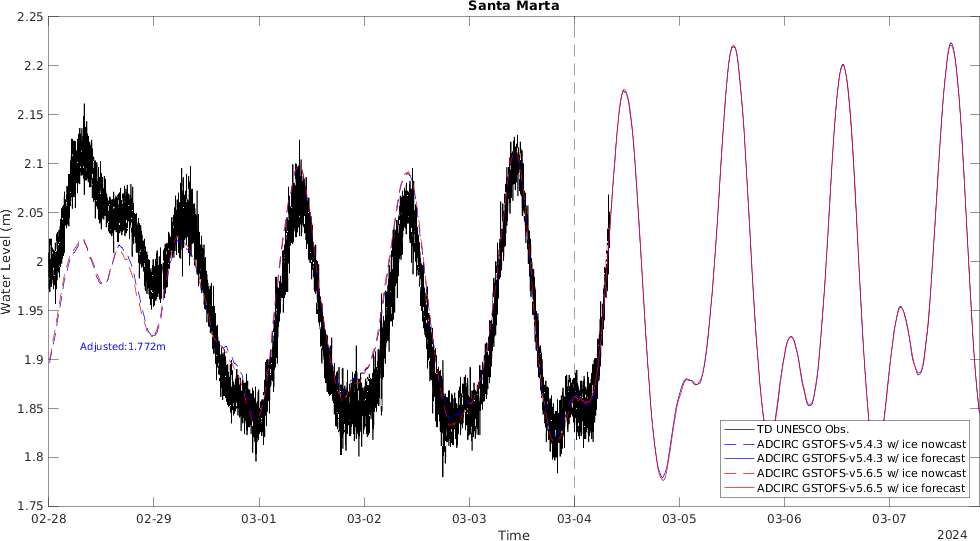 Santa Marta
2.25
2.2
2.15
2.1
2.05
2
1.95
1.9
1.85
1.8
1.75
Water Level (m)
Adjusted:1.772m
TD UNESCO Obs.
ADCIRC GSTOFS-v5.4.3 w/ ice nowcast
ADCIRC GSTOFS-v5.4.3 w/ ice forecast
ADCIRC GSTOFS-v5.6.5 w/ ice nowcast
ADCIRC GSTOFS-v5.6.5 w/ ice forecast
02-28 02-29 03-01 03-02 03-03 03-04 03-05 03-06 03-07
Time
2024